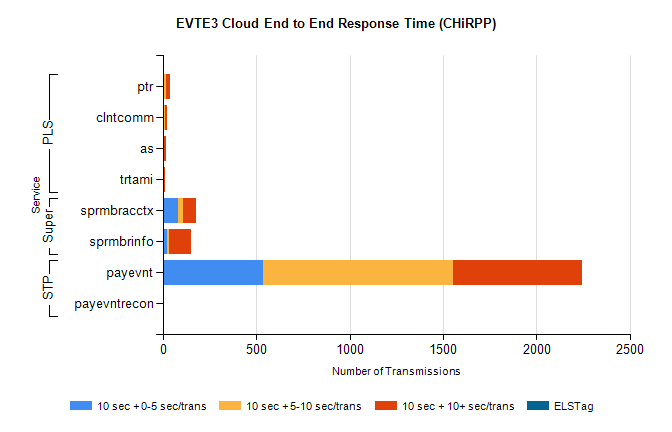 EVTE3 Cloud End to End Response Time (CHiRPP)
Service
PLS
ptr
clntcomm
as
trtami
Super
sprmbracctx
sprmbrinfo
STP
payevnt
payevntrecon
0 500 1000 1500 2000 2500
Number of Transmissions
10 sec +0-5 sec/trans 10 sec +5-10 sec/trans 10 sec + 10+ sec/trans ELSTag